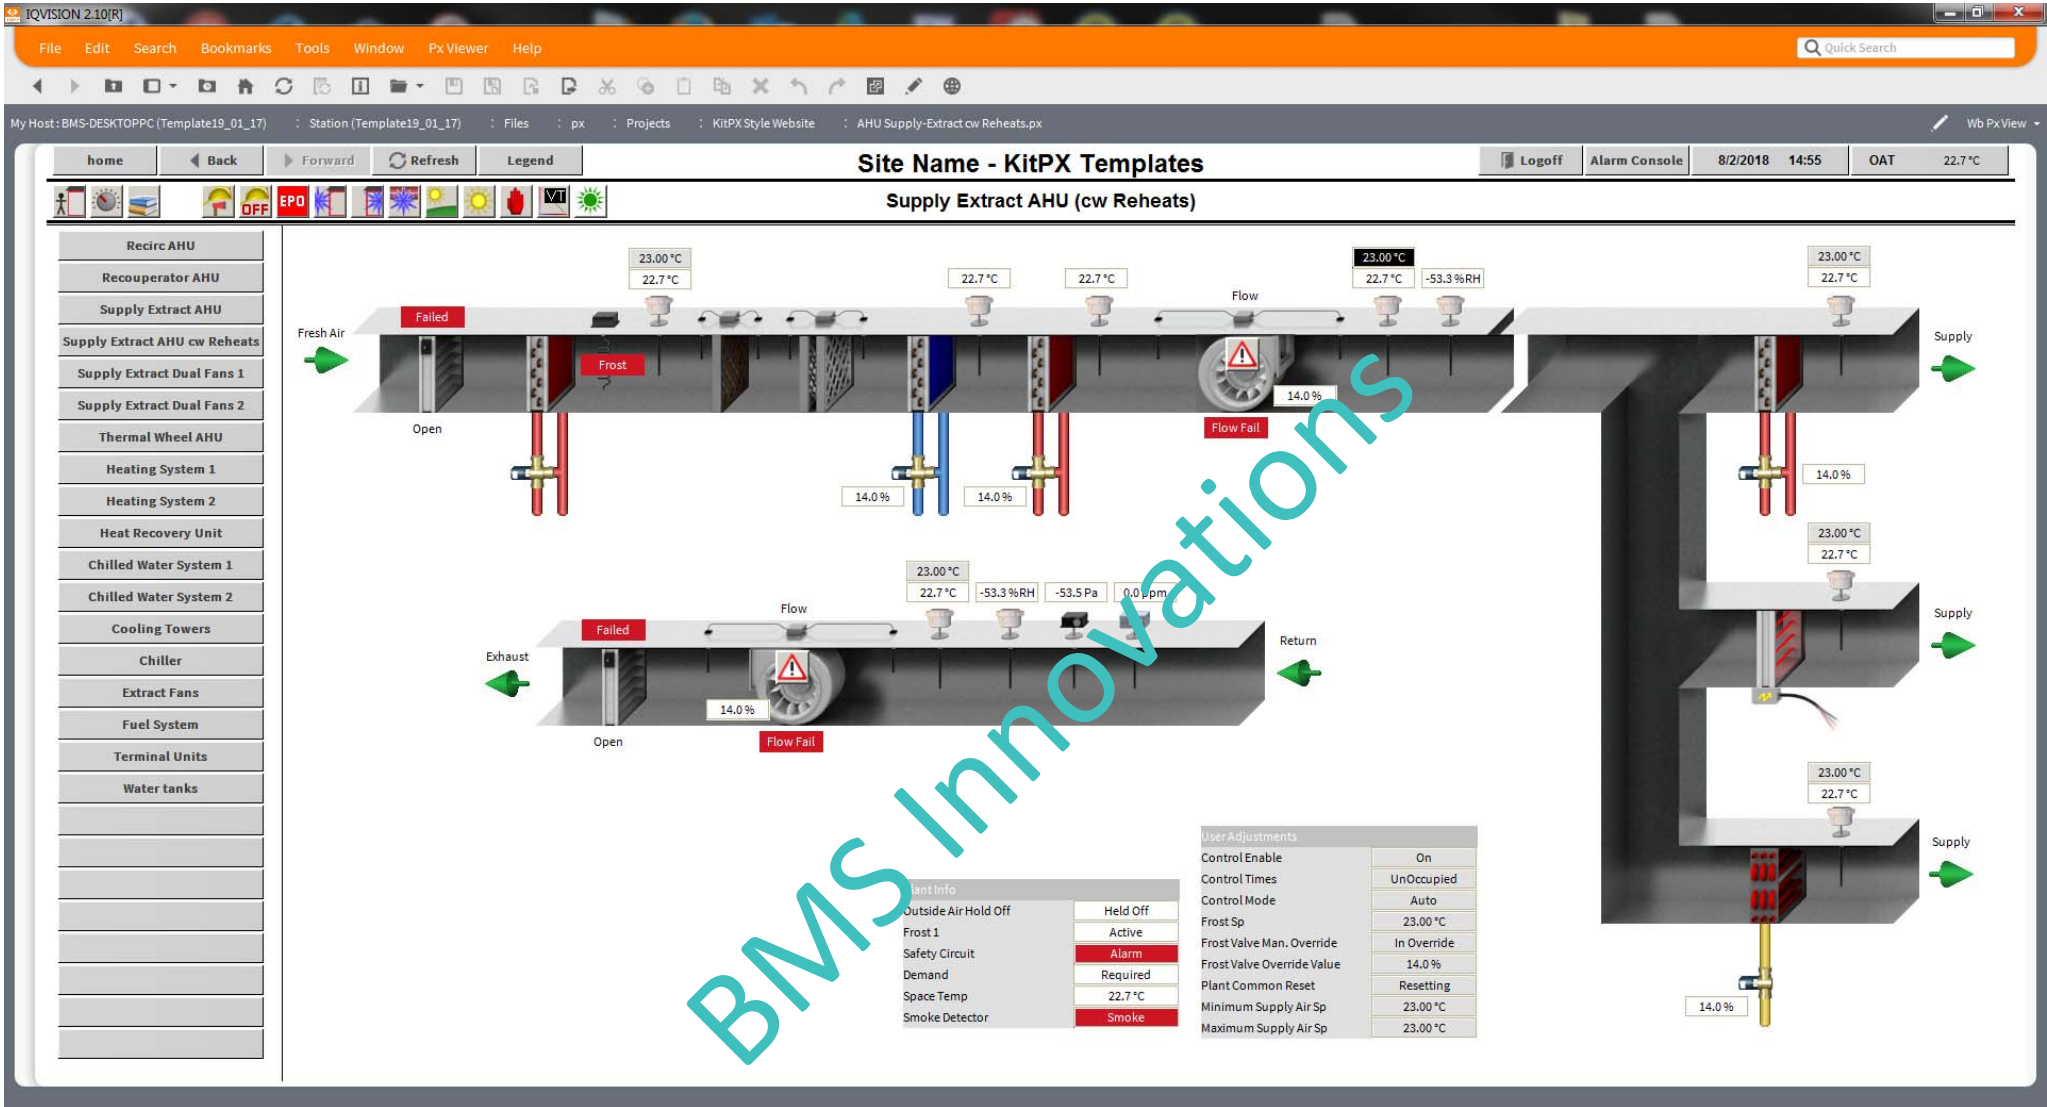 IQVISION 2.10[R]
File Edit Search Bookmarks Tools Window Px Viewer Help
Quick Search
My Host : BMS-DESKTOPPC (Template19_01_17) : Station (Template19_01_17) : Files : px : Projects : KitPX Style Website : AHU Supply-Extract cw Reheats.px
Wb Px View
home Back Forward Refresh Legend
Site Name - KitPX Templates
Logoff Alarm Console 8/2/2018 14:55 OAT 22.7 °C
OFF EPO VT
Supply Extract AHU (cw Reheats)
Recirc AHU
Recouperator AHU
Supply Extract AHU
Supply Extract AHU cw Reheats
Supply Extract Dual Fans 1
Supply Extract Dual Fans 2
Thermal Wheel AHU
Heating System 1
Heating System 2
Heat Recovery Unit
Chilled Water System 1
Chilled Water System 2
Cooling Towers
Chiller
Extract Fans
Fuel System
Terminal Units
Water tanks
23.00 °C 23.00 °C 23.00 °C
22.7 °C 22.7 °C 22.7 °C 22.7 °C -53.3 %RH 22.7 °C
Flow
Failed
Fresh Air Supply
Frost
14.0 %
Open Flow Fail
14.0 % 14.0 % 14.0 %
23.00 °C
22.7 °C
23.00 °C
22.7 °C -53.3 %RH -53.5 Pa 0.0 ppm
Flow
Failed
Exhaust Return Supply
14.0 %
Open Flow Fail
23.00 °C
22.7 °C
Supply
14.0 %
Plant Info
Outside Air Hold Off Held Off
Frost 1 Active
Safety Circuit Alarm
Demand Required
Space Temp 22.7 °C
Smoke Detector Smoke
User Adjustments
Control Enable On
Control Times UnOccupied
Control Mode Auto
Frost Sp 23.00 °C
Frost Valve Man. Override In Override
Frost Valve Override Value 14.0 %
Plant Common Reset Resetting
Minimum Supply Air Sp 23.00 °C
Maximum Supply Air Sp 23.00 °C
BMS Innovations